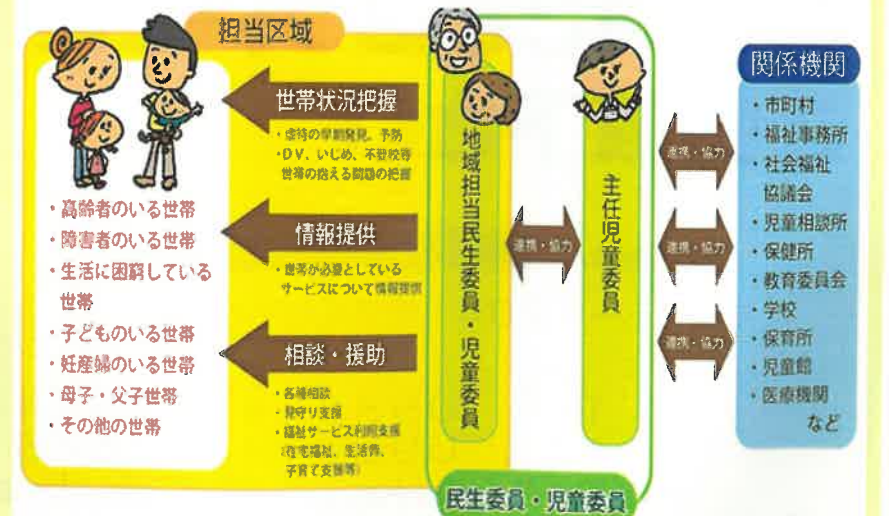 担当区域
・高齢者のいる世帯
・障害者のいる世帯
・生活に困窮している
世帯
・子どものいる世帯
・妊産婦のいる世帯
・母子・父子世帯
・その他の世帯
世帯状況把握
・虐待の早期発見、予防
・DV、いじめ、不登校等
世帯の抱える問題の把握
情報提供
・世帯が必要としている
サービスについて情報提供
相談・援助
・各種相談
・見守り支援
・福祉サービス利用支援
(在宅福祉、生活費、
子育て支援等)
地域担当民生委員・児童委員
連携・協力
主任児童委員
民生委員・児童委員
連携・協力
連携・協力
連携・協力
関係機関
・市町村
・福祉事務所
・社会福祉
協議会
・児童相談所
・保健所
・教育委員会
・学校
・保育所
・児童館
・医療機関
など